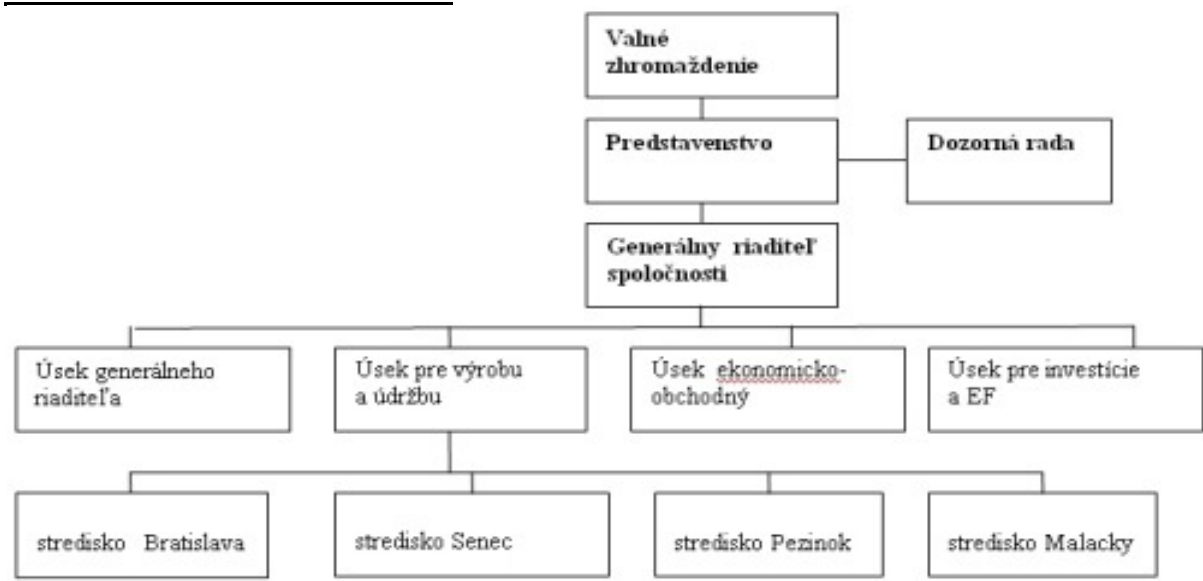 Valné
zhromaždenie
Predstavenstvo
Dozorná rada
Generálny riaditeľ
spoločnosti
Úsek generálneho
riaditeľa
Úsek pre výrobu
a údržbu
Úsek ekonomicko-
obchodný
Úsek pre investície
a EF
stredisko Bratislava
stredisko Senec
stredisko Pezinok
stredisko Malacky